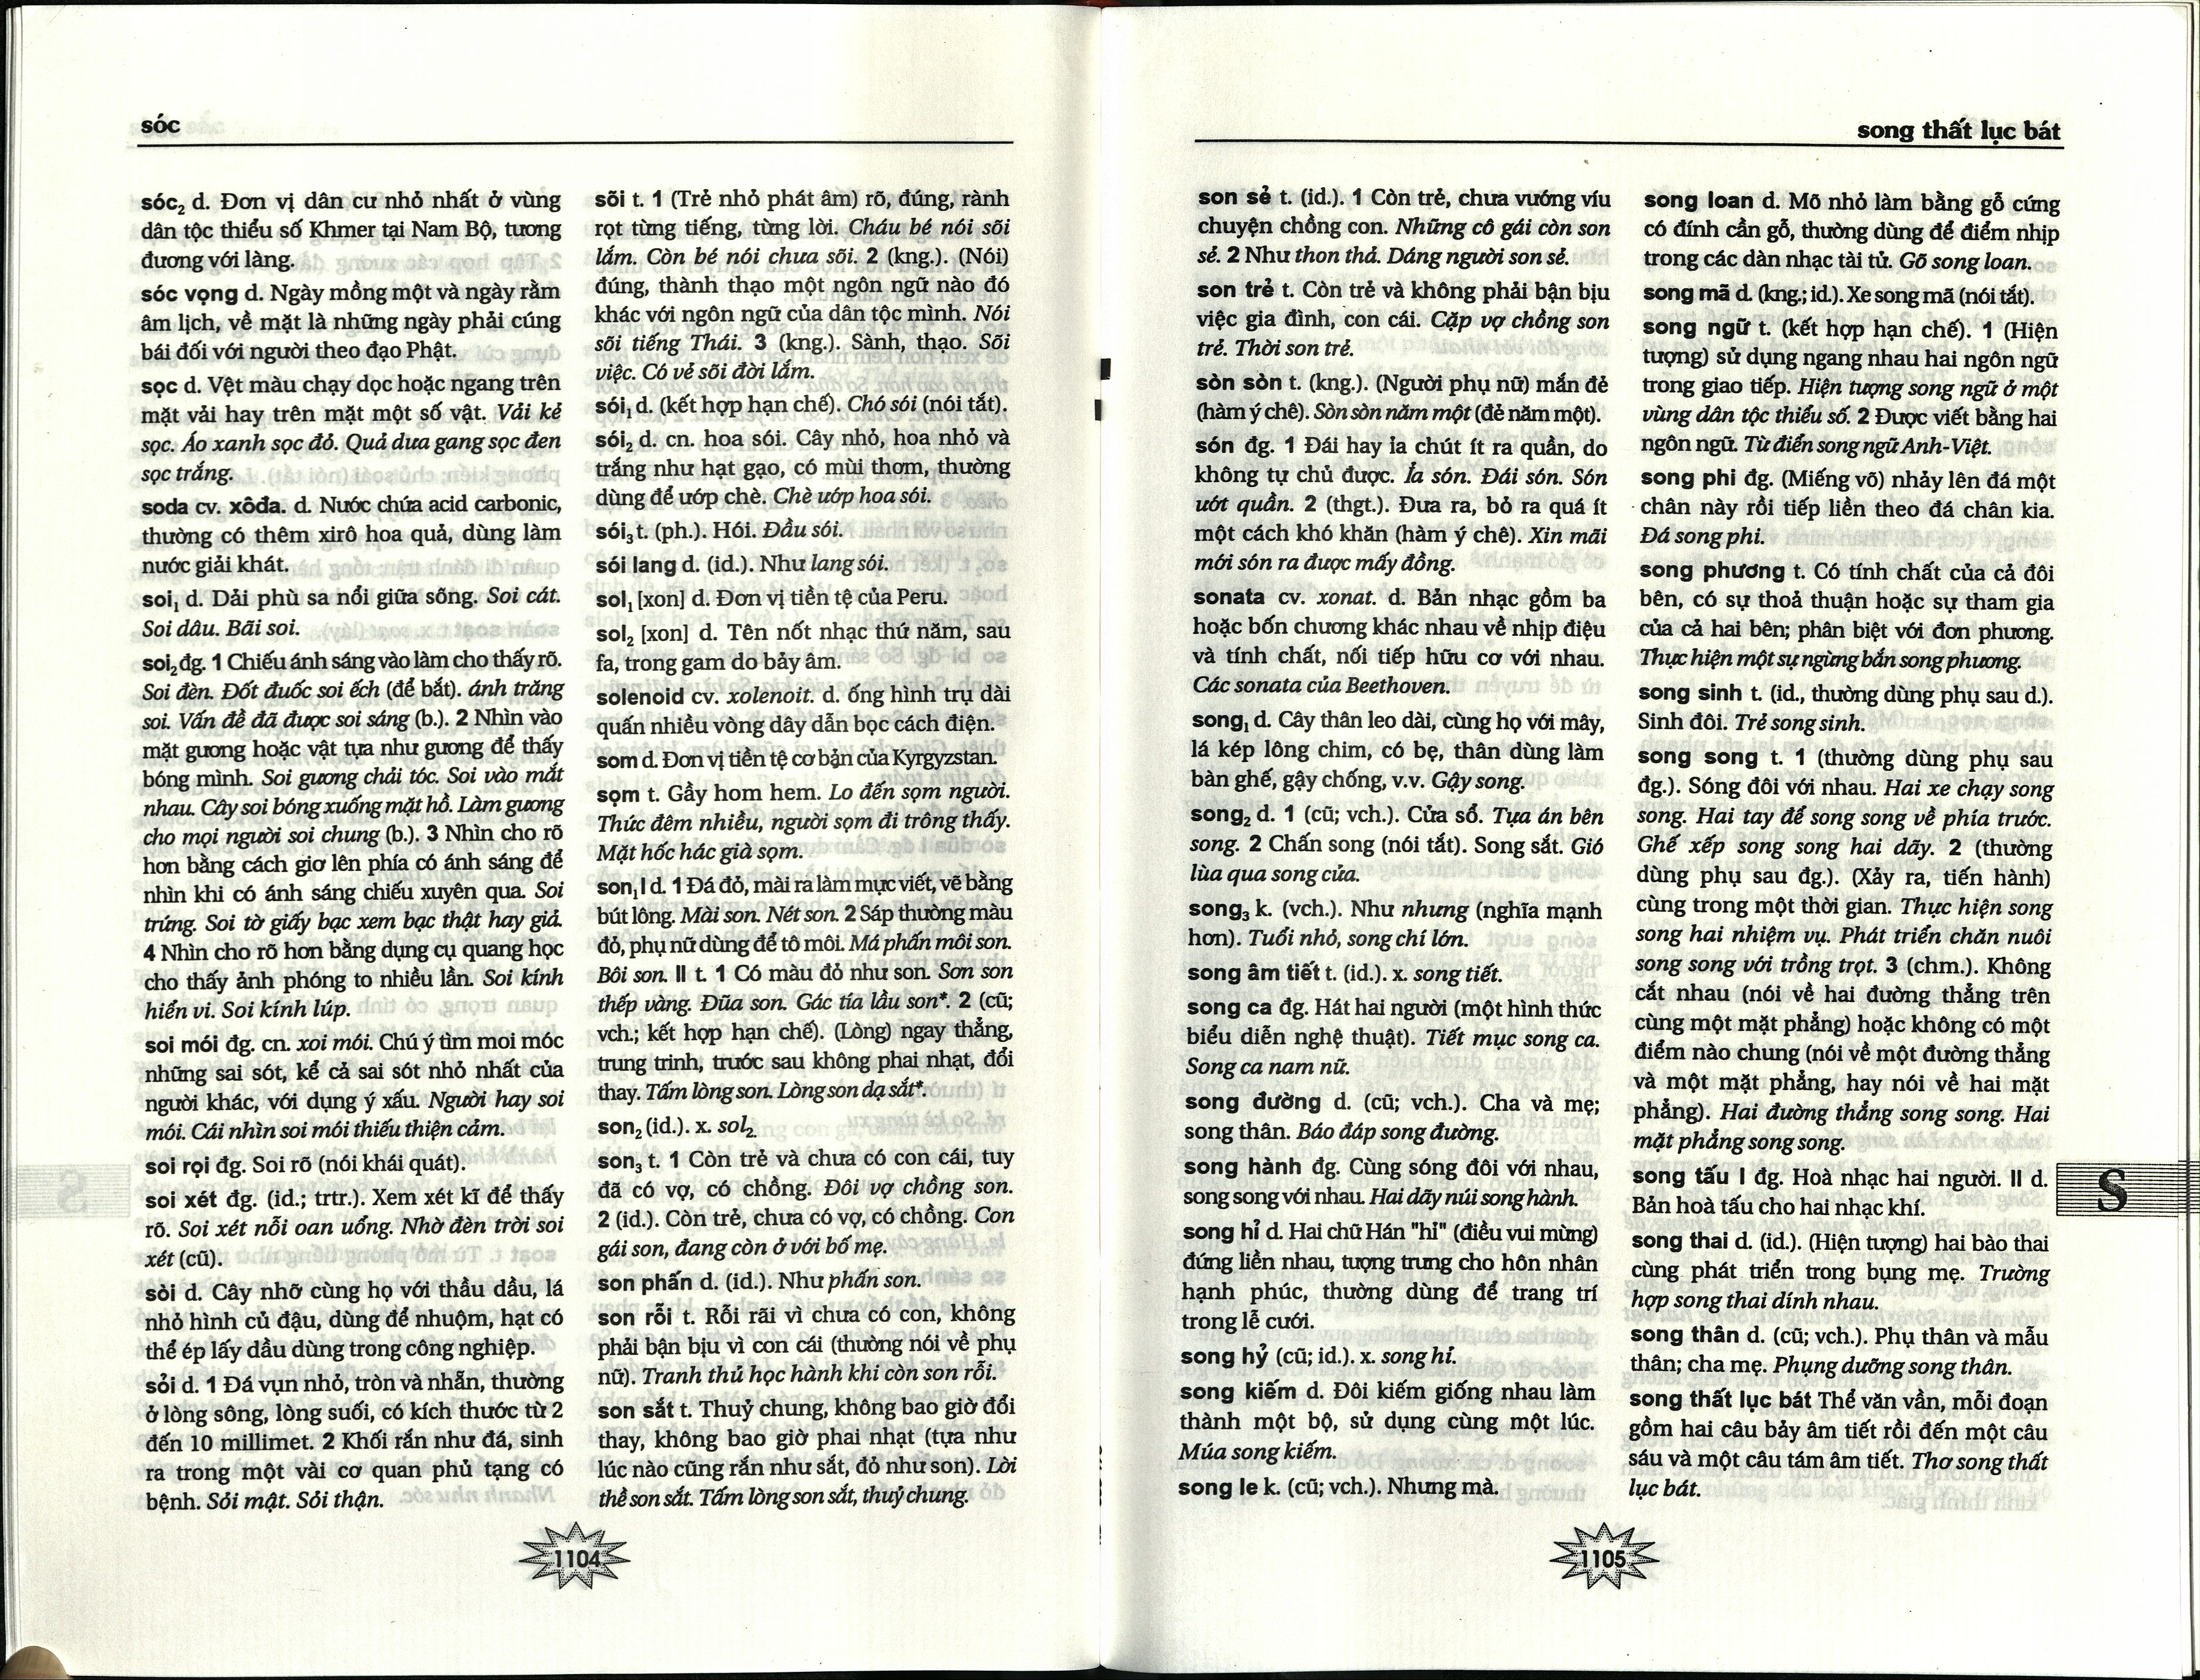 sóc
sóc₂ d. Đơn vị dân cư nhỏ nhất ở vùng
dân tộc thiểu số Khmer tại Nam Bộ, tương
đương với làng.
sóc vọng d. Ngày mồng một và ngày rằm
âm lịch, về mặt là những ngày phải cúng
bái đối với người theo đạo Phật.
sọc d. Vệt màu chạy dọc hoặc ngang trên
mặt vải hay trên mặt một số vật. Vải kẻ
sọc. Áo xanh sọc đỏ. Quả dưa gang sọc đen
sọc trắng.
soda cv. xôđa. d. Nước chứa acid carbonic,
thường có thêm xirô hoa quả, dùng làm
nước giải khát.
soi₁ d. Dải phù sa nổi giữa sông. Soi cát.
Soi dâu. Bãi soi.
soi₂ đg. 1 Chiếu ánh sáng vào làm cho thấy rõ.
Soi đèn. Đốt đuốc soi ếch (để bắt). ánh trăng
soi. Vấn đề đã được soi sáng (b.). 2 Nhìn vào
mặt gương hoặc vật tựa như gương để thấy
bóng mình. Soi gương chải tóc. Soi vào mắt
nhau. Cây soi bóng xuống mặt hồ. Làm gương
cho mọi người soi chung (b.). 3 Nhìn cho rõ
hơn bằng cách giơ lên phía có ánh sáng để
nhìn khi có ánh sáng chiếu xuyên qua. Soi
trứng. Soi tờ giấy bạc xem bạc thật hay giả.
4 Nhìn cho rõ hơn bằng dụng cụ quang học
cho thấy ảnh phóng to nhiều lần. Soi kính
hiển vi. Soi kính lúp.
soi mói đg. cn. xoi mói. Chú ý tìm moi móc
những sai sót, kể cả sai sót nhỏ nhất của
người khác, với dụng ý xấu. Người hay soi
mói. Cái nhìn soi mói thiếu thiện cảm.
soi rọi đg. Soi rõ (nói khái quát).
soi xét đg. (id.; trtr.). Xem xét kĩ để thấy
rõ. Soi xét nỗi oan uổng. Nhờ đèn trời soi
xét (cũ).
sòi d. Cây nhỡ cùng họ với thầu dầu, lá
nhỏ hình củ đậu, dùng để nhuộm, hạt có
thể ép lấy dầu dùng trong công nghiệp.
sỏi d. 1 Đá vụn nhỏ, tròn và nhẵn, thường
ở lòng sông, lòng suối, có kích thước từ 2
đến 10 millimet. 2 Khối rắn như đá, sinh
ra trong một vài cơ quan phủ tạng có
bệnh. Sỏi mật. Sỏi thận.
sõi t. 1 (Trẻ nhỏ phát âm) rõ, đúng, rành
rọt từng tiếng, từng lời. Cháu bé nói sõi
lắm. Còn bé nói chưa sõi. 2 (kng.). (Nói)
đúng, thành thạo một ngôn ngữ nào đó
khác với ngôn ngữ của dân tộc mình. Nói
sõi tiếng Thái. 3 (kng.). Sành, thạo. Sõi
việc. Có vẻ sõi đời lắm.
sói₁ d. (kết hợp hạn chế). Chó sói (nói tắt).
sói₂ d. cn. hoa sói. Cây nhỏ, hoa nhỏ và
trắng như hạt gạo, có mùi thơm, thường
dùng để ướp chè. Chè ướp hoa sói.
sói₃ t. (ph.). Hói. Đầu sói.
sói lang d. (id.). Như lang sói.
sol₁ [xon] d. Đơn vị tiền tệ của Peru.
sol₂ [xon] d. Tên nốt nhạc thứ năm, sau
fa, trong gam do bảy âm.
solenoid cv. xolenoit. d. ống hình trụ dài
quấn nhiều vòng dây dẫn bọc cách điện.
som d. Đơn vị tiền tệ cơ bản của Kyrgyzstan.
sọm t. Gầy hom hem. Lo đến sọm người.
Thức đêm nhiều, người sọm đi trông thấy.
Mặt hốc hác già sọm.
son₁ I d. 1 Đá đỏ, mài ra làm mực viết, vẽ bằng
bút lông. Mài son. Nét son. 2 Sáp thường màu
đỏ, phụ nữ dùng để tô môi. Má phấn môi son.
Bôi son. II t. 1 Có màu đỏ như son. Sơn son
thếp vàng. Đũa son. Gác tía lầu son*. 2 (cũ;
vch.; kết hợp hạn chế). (Lòng) ngay thẳng,
trung trinh, trước sau không phai nhạt, đổi
thay. Tấm lòng son. Lòng son dạ sắt*.
son₂ (id.). x. sol₂.
son₃ t. 1 Còn trẻ và chưa có con cái, tuy
đã có vợ, có chồng. Đôi vợ chồng son.
2 (id.). Còn trẻ, chưa có vợ, có chồng. Con
gái son, đang còn ở với bố mẹ.
son phấn d. (id.). Như phấn son.
son rỗi t. Rỗi rãi vì chưa có con, không
phải bận bịu vì con cái (thường nói về phụ
nữ). Tranh thủ học hành khi còn son rỗi.
son sắt t. Thuỷ chung, không bao giờ đổi
thay, không bao giờ phai nhạt (tựa như
lúc nào cũng rắn như sắt, đỏ như son). Lời
thề son sắt. Tấm lòng son sắt, thuỷ chung.
1104
song thất lục bát
son sẻ t. (id.). 1 Còn trẻ, chưa vướng víu
chuyện chồng con. Những cô gái còn son
sẻ. 2 Như thon thả. Dáng người son sẻ.
son trẻ t. Còn trẻ và không phải bận bịu
việc gia đình, con cái. Cặp vợ chồng son
trẻ. Thời son trẻ.
sòn sòn t. (kng.). (Người phụ nữ) mắn đẻ
(hàm ý chê). Sòn sòn năm một (đẻ năm một).
són đg. 1 Đái hay ỉa chút ít ra quần, do
không tự chủ được. Ỉa són. Đái són. Són
ướt quần. 2 (thgt.). Đưa ra, bỏ ra quá ít
một cách khó khăn (hàm ý chê). Xin mãi
mới són ra được mấy đồng.
sonata cv. xonat. d. Bản nhạc gồm ba
hoặc bốn chương khác nhau về nhịp điệu
và tính chất, nối tiếp hữu cơ với nhau.
Các sonata của Beethoven.
song₁ d. Cây thân leo dài, cùng họ với mây,
lá kép lông chim, có bẹ, thân dùng làm
bàn ghế, gậy chống, v.v. Gậy song.
song₂ d. 1 (cũ; vch.). Cửa sổ. Tựa án bên
song. 2 Chấn song (nói tắt). Song sắt. Gió
lùa qua song cửa.
song₃ k. (vch.). Như nhưng (nghĩa mạnh
hơn). Tuổi nhỏ, song chí lớn.
song âm tiết t. (id.). x. song tiết.
song ca đg. Hát hai người (một hình thức
biểu diễn nghệ thuật). Tiết mục song ca.
Song ca nam nữ.
song đường d. (cũ; vch.). Cha và mẹ;
song thân. Báo đáp song đường.
song hành đg. Cùng sóng đôi với nhau,
song song với nhau. Hai dãy núi song hành.
song hỉ d. Hai chữ Hán "hỉ" (điều vui mừng)
đứng liền nhau, tượng trưng cho hôn nhân
hạnh phúc, thường dùng để trang trí
trong lễ cưới.
song hỷ (cũ; id.). x. song hỉ.
song kiếm d. Đôi kiếm giống nhau làm
thành một bộ, sử dụng cùng một lúc.
Múa song kiếm.
song le k. (cũ; vch.). Nhưng mà.
song loan d. Mõ nhỏ làm bằng gỗ cứng
có đính cần gỗ, thường dùng để điểm nhịp
trong các dàn nhạc tài tử. Gõ song loan.
song mã d. (kng.; id.). Xe song mã (nói tắt).
song ngữ t. (kết hợp hạn chế). 1 (Hiện
tượng) sử dụng ngang nhau hai ngôn ngữ
trong giao tiếp. Hiện tượng song ngữ ở một
vùng dân tộc thiểu số. 2 Được viết bằng hai
ngôn ngữ. Từ điển song ngữ Anh-Việt.
song phi đg. (Miếng võ) nhảy lên đá một
chân này rồi tiếp liền theo đá chân kia.
Đá song phi.
song phương t. Có tính chất của cả đôi
bên, có sự thoả thuận hoặc sự tham gia
của cả hai bên; phân biệt với đơn phương.
Thực hiện một sự ngừng bắn song phương.
song sinh t. (id., thường dùng phụ sau d.).
Sinh đôi. Trẻ song sinh.
song song t. 1 (thường dùng phụ sau
đg.). Sóng đôi với nhau. Hai xe chạy song
song. Hai tay để song song về phía trước.
Ghế xếp song song hai dãy. 2 (thường
dùng phụ sau đg.). (Xảy ra, tiến hành)
cùng trong một thời gian. Thực hiện song
song hai nhiệm vụ. Phát triển chăn nuôi
song song với trồng trọt. 3 (chm.). Không
cắt nhau (nói về hai đường thẳng trên
cùng một mặt phẳng) hoặc không có một
điểm nào chung (nói về một đường thẳng
và một mặt phẳng, hay nói về hai mặt
phẳng). Hai đường thẳng song song. Hai
mặt phẳng song song.
song tấu I đg. Hoà nhạc hai người. II d.
Bản hoà tấu cho hai nhạc khí.
song thai d. (id.). (Hiện tượng) hai bào thai
cùng phát triển trong bụng mẹ. Trường
hợp song thai dính nhau.
song thân d. (cũ; vch.). Phụ thân và mẫu
thân; cha mẹ. Phụng dưỡng song thân.
song thất lục bát Thể văn vần, mỗi đoạn
gồm hai câu bảy âm tiết rồi đến một câu
sáu và một câu tám âm tiết. Thơ song thất
lục bát.
S
1105